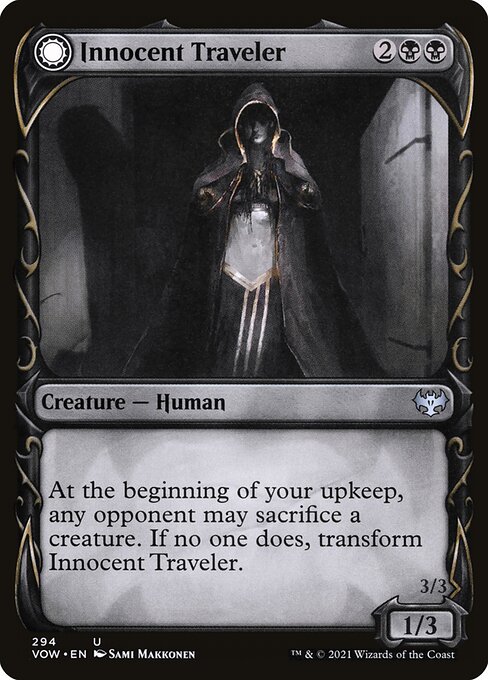 Innocent Traveler 2
Creature — Human
At the beginning of your upkeep,
any opponent may sacrifice a
creature. If no one does, transform
Innocent Traveler.
3/3
1/3
294 U
VOW • EN Sami Makkonen
™ & © 2021 Wizards of the Coast